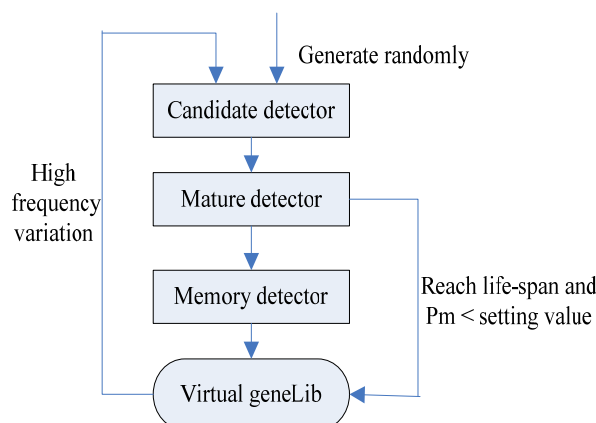 Generate randomly
Candidate detector
High
frequency
variation
Mature detector
Memory detector
Reach life-span and
Pm < setting value
Virtual geneLib